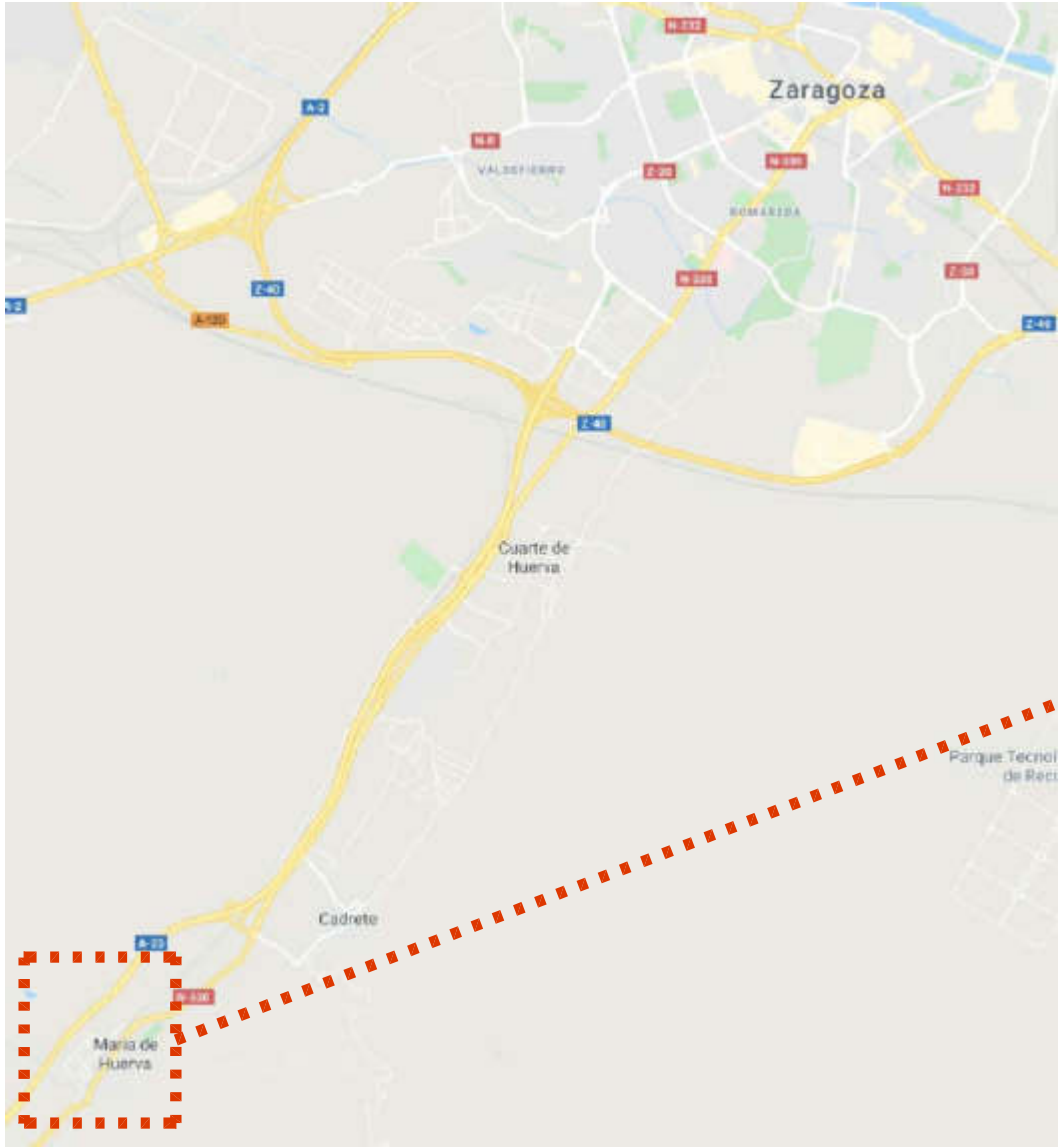 N-232
Zaragoza
A-2
N-II
VALDEFIERRO
Z-20
N-330
N-232
ROMAREDA
N-330
Z-30
Z-40
A-2
A-120
Z-40
Z-40
Cuarte de
Huerva
Parque Tecnol
de Reci
Cadrete
A-23
N-330
María de
Huerva